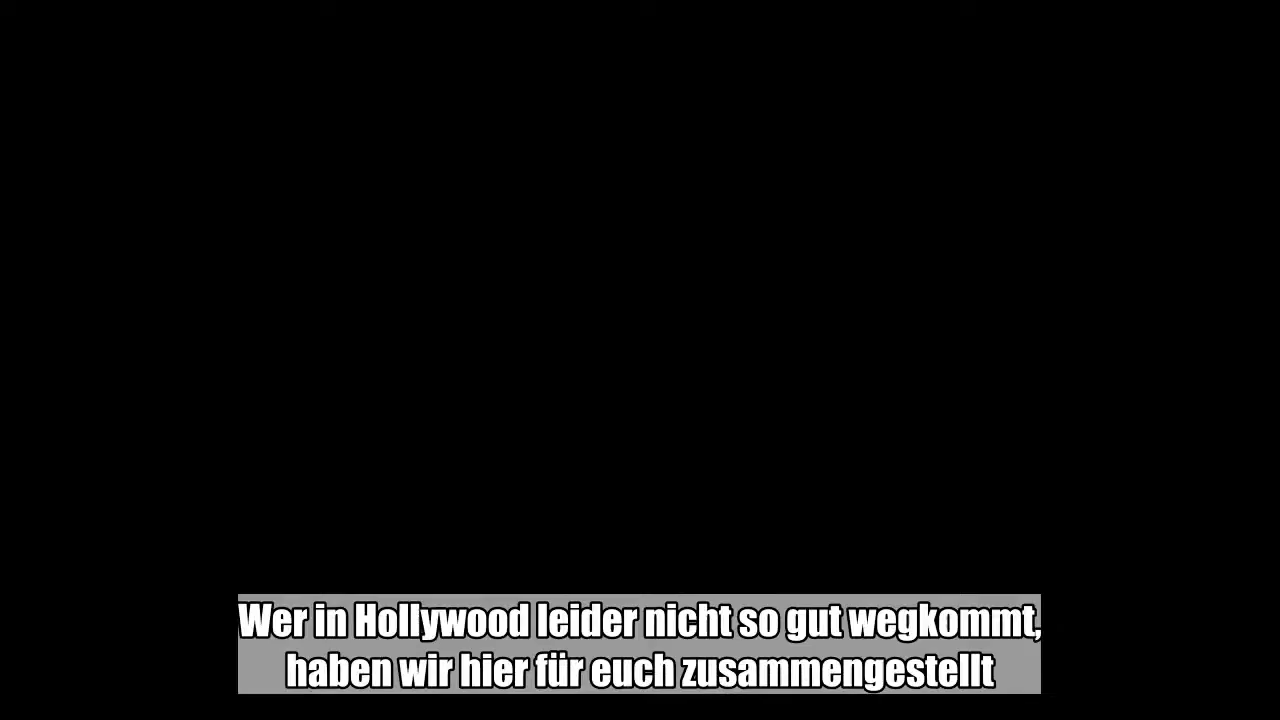 Wer in Hollywood leider nicht so gut wegkommt,
haben wir hier für euch zusammengestellt